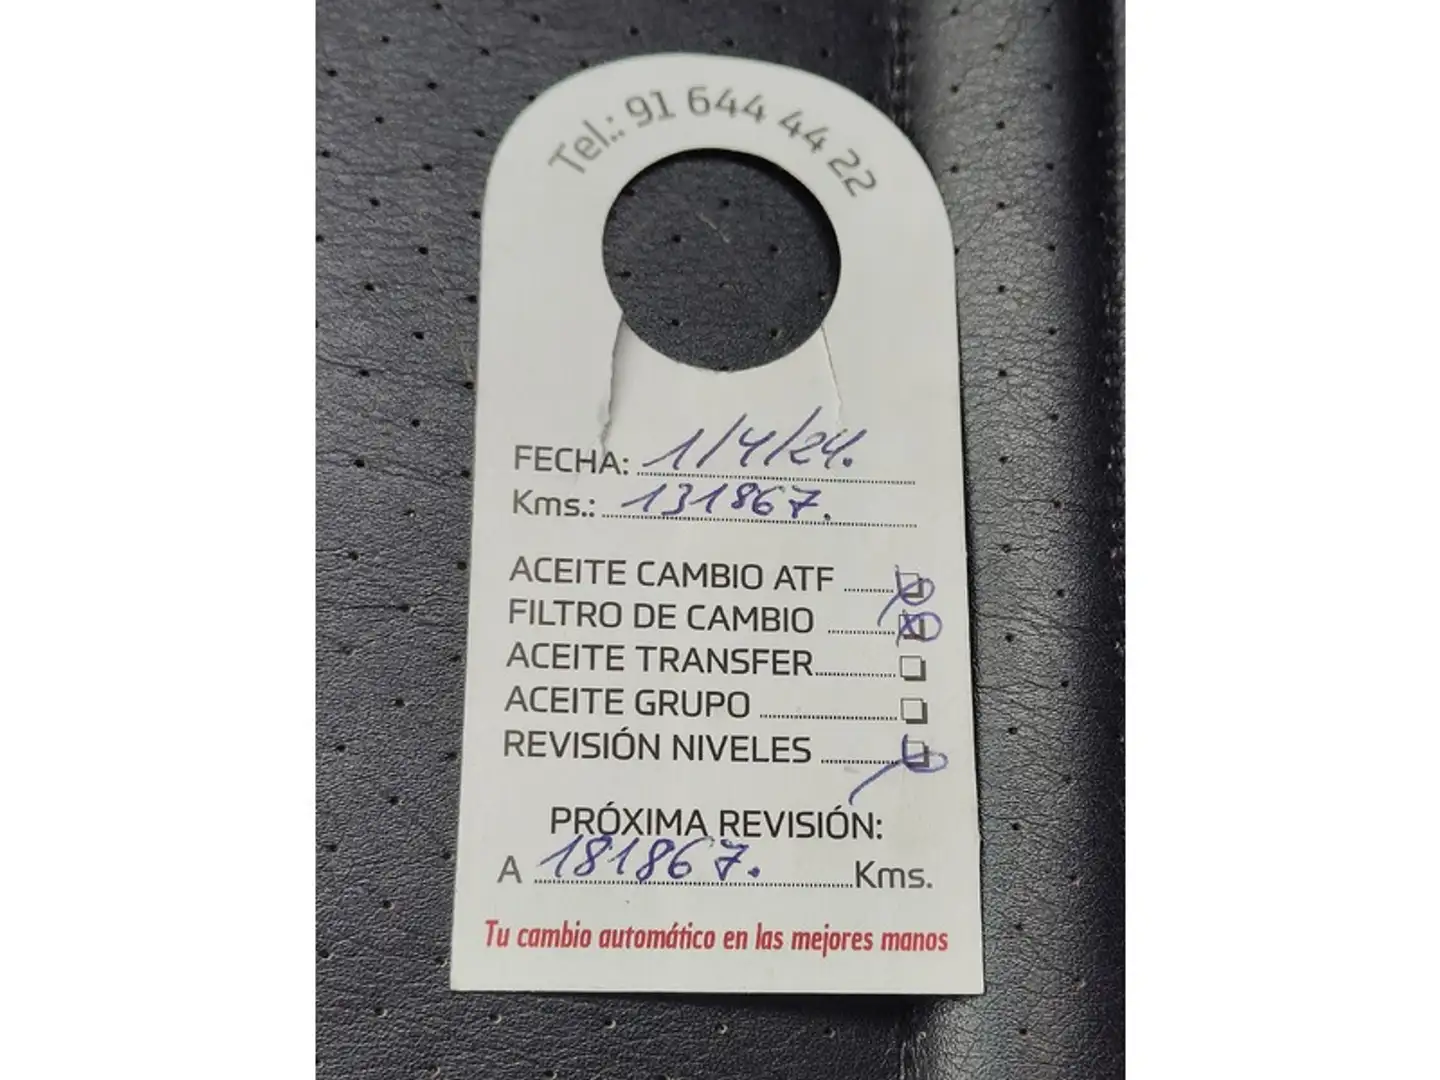 Tel.: 91 644 44 22
FECHA: 1/4/24.
Kms.: 131867.
ACEITE CAMBIO ATF
FILTRO DE CAMBIO
ACEITE TRANSFER
ACEITE GRUPO
REVISIÓN NIVELES
PRÓXIMA REVISIÓN:
A 181867. Kms.
Tu cambio automático en las mejores manos